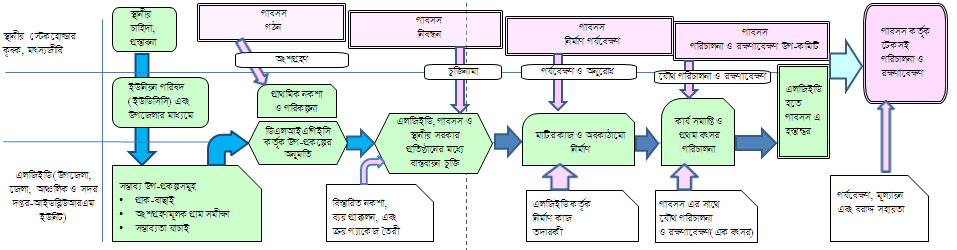 স্থানীয় স্টেকহোল্ডার
কৃষক, মৎস্যজীবি
স্থানীয়
চাহিদা,
প্রস্তাবনা
পাবসস
গঠন
পাবসস
নিবন্ধন
পাবসস
নির্মাণ পর্যবেক্ষণ
পাবসস
পরিচালনা ও রক্ষণাবেক্ষণ উপ-কমিটি
পাবসস কর্তৃক
টেকসই
পরিচালনা ও
রক্ষণাবেক্ষণ
অংশগ্রহণ
চুক্তিনামা
পর্যবেক্ষণ ও অনুরোধ
যৌথ পরিচালনা ও রক্ষণাবেক্ষণ
ইউনিয়ন পরিষদ
(ইউডিসিসি) এবং
উপজেলার মাধ্যমে
প্রাথমিক নকশা
ও পরিকল্পনা
এলজিইডি
হতে
পাবসস এ
হস্তান্তর
ডিএলআইএপিইসি
কর্তৃক উপ-প্রকল্পের
অনুমতি
এলজিইডি, পাবসস ও
স্থানীয় সরকার
প্রতিষ্ঠানের মধ্যে
বাস্তবায়ন চুক্তি
মাটির কাজ ও অবকাঠামো
নির্মাণ
কার্য সমাপ্তি ও
প্রথম বৎসর
পরিচালনা
এলজিইডি (উপজেলা,
জেলা, আঞ্চলিক ও সদর
দপ্তর-আইডব্লিউআরএম
ইউনিট)
সম্ভাব্য উপ-প্রকল্পসমূহ
• প্রাক-বাছাই
• অংশগ্রহণমূলক গ্রাম সমীক্ষা
• সম্ভাব্যতা যাচাই
বিস্তারিত নকশা,
ব্যয় প্রাক্কলন, এবং
ক্রয় প্যাকেজ তৈরী
এলজিইডি কর্তৃক
নির্মাণ কাজ
তদারকী
পাবসস এর সাথে
যৌথ পরিচালনা
ও রক্ষণাবেক্ষণ (এক বৎসর)
পর্যবেক্ষণ, মূল্যায়ন
এবং বরাদ্দ সহায়তা